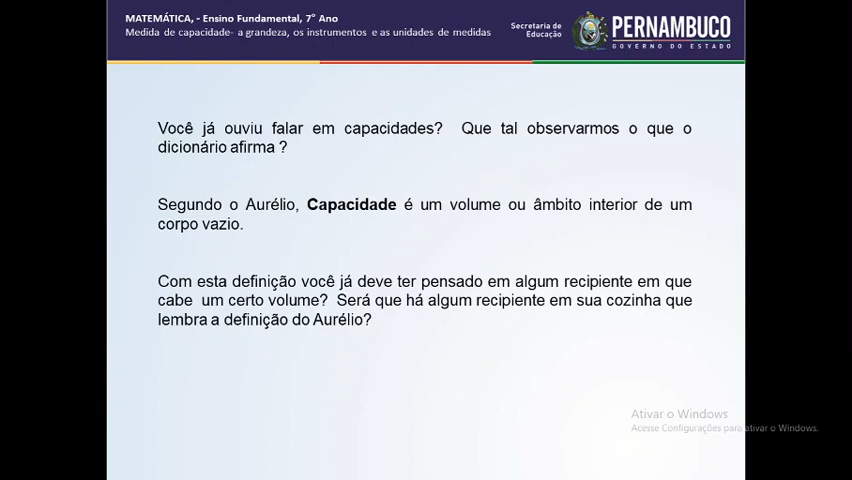 MATEMÁTICA, - Ensino Fundamental, 7° Ano
Medida de capacidade- a grandeza, os instrumentos e as unidades de medidas
Secretaria de
Educação
PERNAMBUCO
GOVERNO DO ESTADO
Você já ouviu falar em capacidades? Que tal observarmos o que o
dicionário afirma ?
Segundo o Aurélio, Capacidade é um volume ou âmbito interior de um
corpo vazio.
Com esta definição você já deve ter pensado em algum recipiente em que
cabe um certo volume? Será que há algum recipiente em sua cozinha que
lembra a definição do Aurélio?
Ativar o Windows
Acesse Configurações para ativar o Windows.